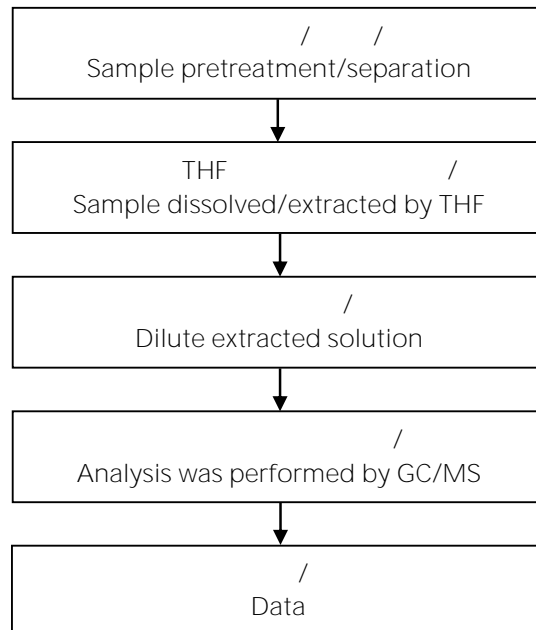 / /
Sample pretreatment/separation
THF /
Sample dissolved/extracted by THF
/
Dilute extracted solution
/
Analysis was performed by GC/MS
/
Data